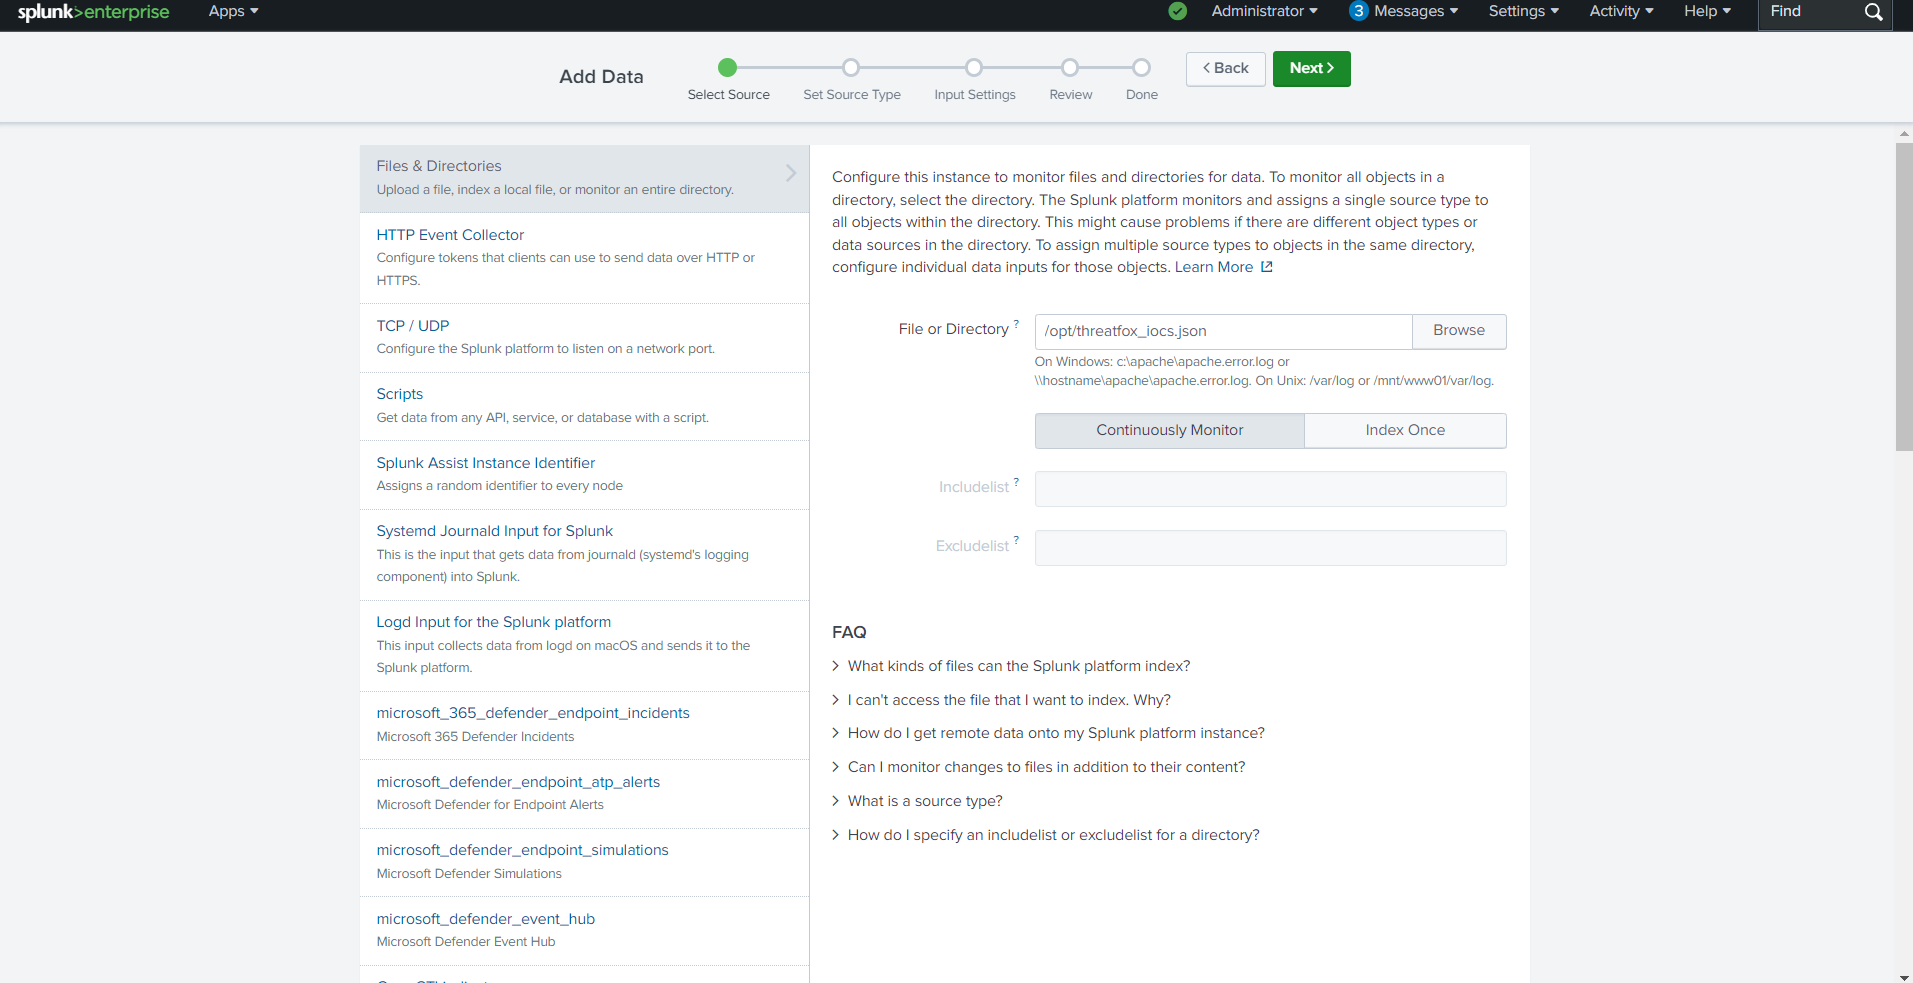 splunk>enterprise Apps Administrator 3 Messages Settings Activity Help Find
Add Data
Select Source Set Source Type Input Settings Review Done
Back Next
Files & Directories
Upload a file, index a local file, or monitor an entire directory.
HTTP Event Collector
Configure tokens that clients can use to send data over HTTP or
HTTPS.
TCP / UDP
Configure the Splunk platform to listen on a network port.
Scripts
Get data from any API, service, or database with a script.
Splunk Assist Instance Identifier
Assigns a random identifier to every node
Systemd Journald Input for Splunk
This is the input that gets data from journald (systemd's logging
component) into Splunk.
Logd Input for the Splunk platform
This input collects data from logd on macOS and sends it to the
Splunk platform.
microsoft_365_defender_endpoint_incidents
Microsoft 365 Defender Incidents
microsoft_defender_endpoint_atp_alerts
Microsoft Defender for Endpoint Alerts
microsoft_defender_endpoint_simulations
Microsoft Defender Simulations
microsoft_defender_event_hub
Microsoft Defender Event Hub
Configure this instance to monitor files and directories for data. To monitor all objects in a
directory, select the directory. The Splunk platform monitors and assigns a single source type to
all objects within the directory. This might cause problems if there are different object types or
data sources in the directory. To assign multiple source types to objects in the same directory,
configure individual data inputs for those objects. Learn More
File or Directory ? /opt/threatfox_iocs.json Browse
On Windows: c:\apache\apache.error.log or
\\hostname\apache\apache.error.log. On Unix: /var/log or /mnt/www01/var/log.
Continuously Monitor Index Once
Includelist ?
Excludelist ?
FAQ
> What kinds of files can the Splunk platform index?
> I can't access the file that I want to index. Why?
> How do I get remote data onto my Splunk platform instance?
> Can I monitor changes to files in addition to their content?
> What is a source type?
> How do I specify an includelist or excludelist for a directory?